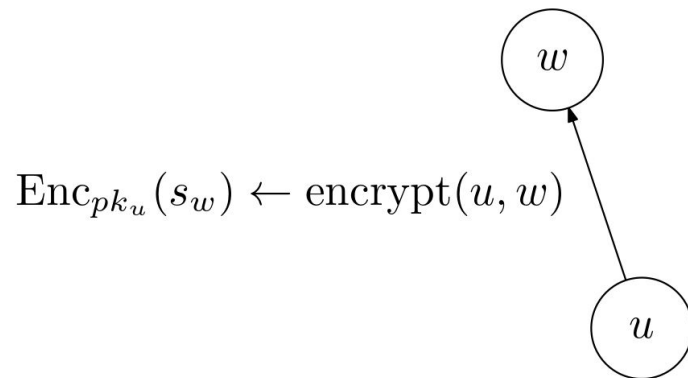 w
Enc_{pk_u}(s_w) ← encrypt(u, w)
u